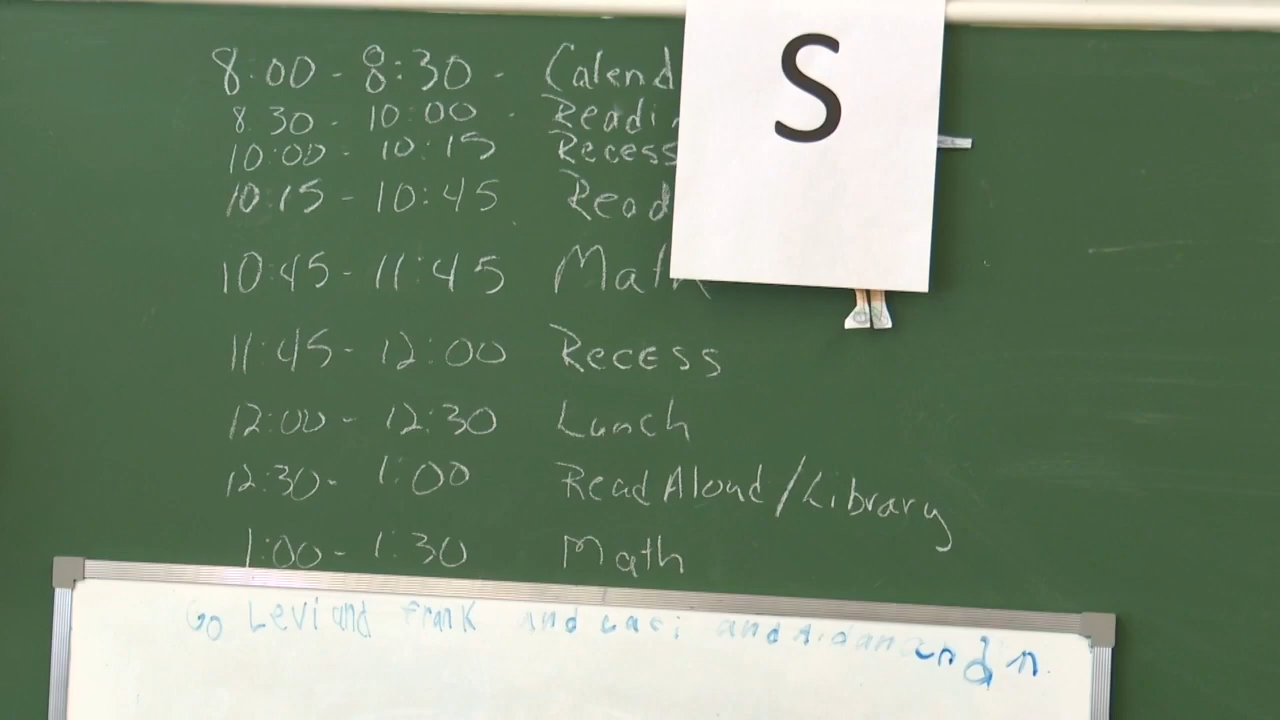 S
8:00 - 8:30 - Calend
8:30 - 10:00 - Readi
10:00 - 10:15 Recess
10:15 - 10:45 Read
10:45 - 11:45 Math
11:45 - 12:00 Recess
12:00 - 12:30 Lunch
12:30 - 1:00 Read Aloud/Library
1:00 - 1:30 Math
Go Levi and Frank and and Aidan and